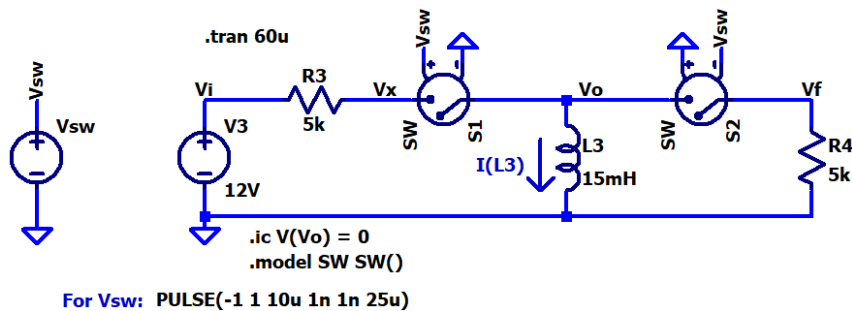 .tran 60u
Vsw
Vsw
Vsw
Vsw
Vi
R3
5k
Vx
+
-
SW
S1
Vo
+
-
SW
S2
Vf
+
-
V3
12V
+
-
L3
15mH
I(L3)
R4
5k
.ic V(Vo) = 0
.model SW SW()
For Vsw: PULSE(-1 1 10u 1n 1n 25u)